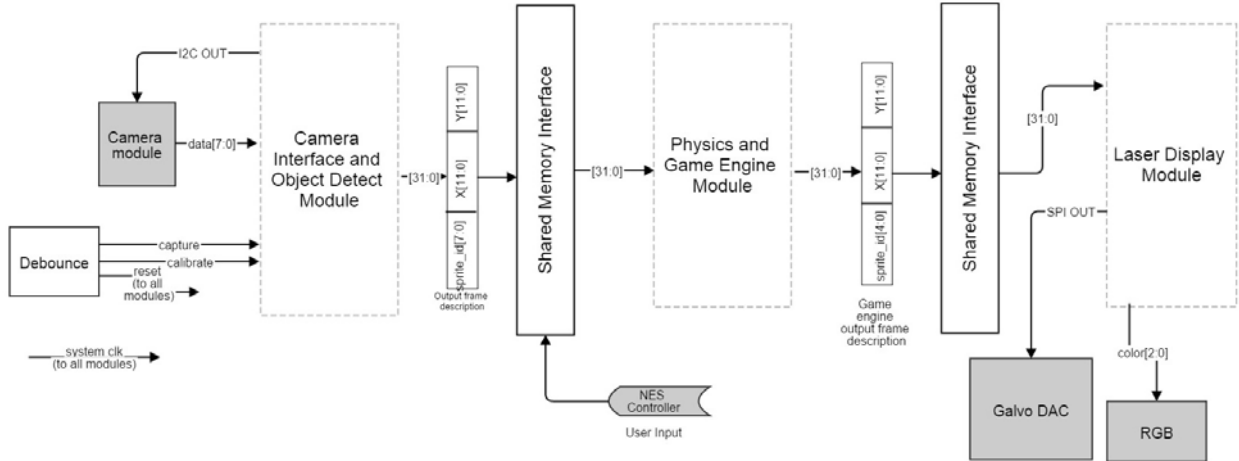 I2C OUT
Camera
module
data[7:0]
Debounce
capture
calibrate
reset
(to all
modules)
system clk
(to all modules)
Camera
Interface and
Object Detect
Module
[31:0]
Y[11:0]
X[11:0]
sprite_id[7:0]
Output frame
description
Shared Memory Interface
NES
Controller
User Input
[31:0]
Physics and
Game Engine
Module
[31:0]
Y[11:0]
X[11:0]
sprite_id[4:0]
Game
engine
output frame
description
Shared Memory Interface
[31:0]
Laser Display
Module
SPI OUT
color[2:0]
Galvo DAC
RGB